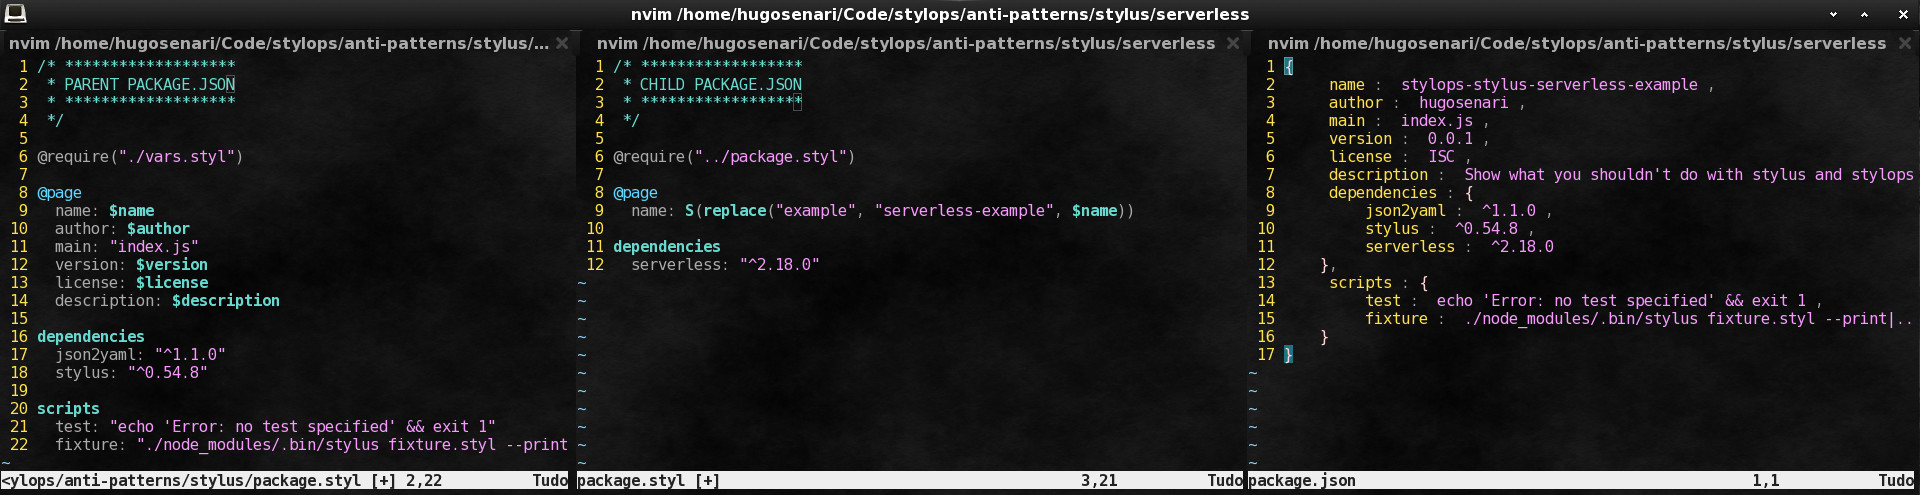 nvim /home/hugosenari/Code/stylops/anti-patterns/stylus/serverless
nvim /home/hugosenari/Code/stylops/anti-patterns/stylus/...
1 /* *******************
2  * PARENT PACKAGE.JSON
3  * *******************
4  */
5
6 @require("./vars.styl")
7
8 @page
9   name: $name
10   author: $author
11   main: "index.js"
12   version: $version
13   license: $license
14   description: $description
15
16 dependencies
17   json2yaml: "^1.1.0"
18   stylus: "^0.54.8"
19
20 scripts
21   test: "echo 'Error: no test specified' && exit 1"
22   fixture: "./node_modules/.bin/stylus fixture.styl --print
~
<ylops/anti-patterns/stylus/package.styl [+] 2,22 Tudo
nvim /home/hugosenari/Code/stylops/anti-patterns/stylus/serverless
1 /* ******************
2  * CHILD PACKAGE.JSON
3  * ******************
4  */
5
6 @require("../package.styl")
7
8 @page
9   name: S(replace("example", "serverless-example", $name))
10
11 dependencies
12   serverless: "^2.18.0"
~
~
~
~
~
~
~
~
~
~
~
package.styl [+] 3,21 Tudo
nvim /home/hugosenari/Code/stylops/anti-patterns/stylus/serverless
1 {
2 name : stylops-stylus-serverless-example ,
3 author : hugosenari ,
4 main : index.js ,
5 version : 0.0.1 ,
6 license : ISC ,
7 description : Show what you shouldn't do with stylus and stylops
8 dependencies : {
9 json2yaml : ^1.1.0 ,
10 stylus : ^0.54.8 ,
11 serverless : ^2.18.0
12 },
13 scripts : {
14 test : echo 'Error: no test specified' && exit 1 ,
15 fixture : ./node_modules/.bin/stylus fixture.styl --print|..
16 }
17 }
~
~
~
~
~
~
package.json 1,1 Tudo